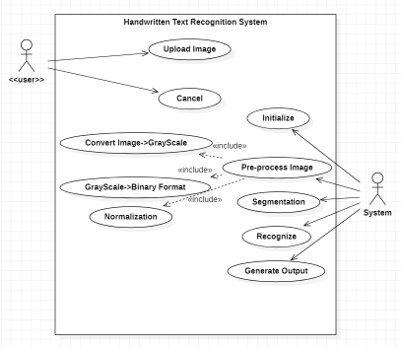 Handwritten Text Recognition System
Upload Image
<<user>>
Cancel
Initialize
Convert Image->GrayScale
«include»
Pre-process Image
«include»
GrayScale->Binary Format
«include»
Segmentation
Normalization
System
Recognize
Generate Output